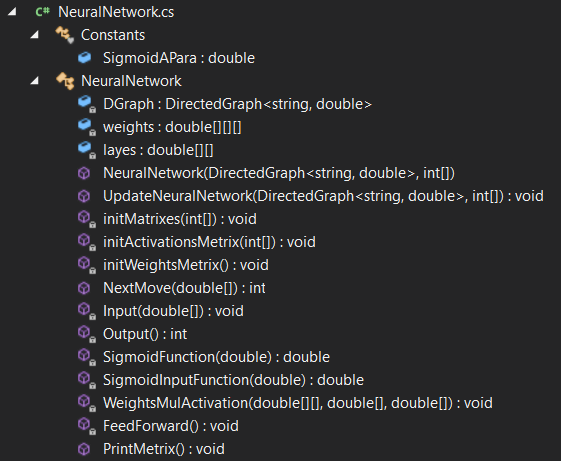 C# NeuralNetwork.cs
Constants
SigmoidAPara : double
NeuralNetwork
DGraph : DirectedGraph<string, double>
weights : double[][][]
layes : double[][]
NeuralNetwork(DirectedGraph<string, double>, int[])
UpdateNeuralNetwork(DirectedGraph<string, double>, int[]) : void
initMatrixes(int[]) : void
initActivationsMetrix(int[]) : void
initWeightsMetrix() : void
NextMove(double[]) : int
Input(double[]) : void
Output() : int
SigmoidFunction(double) : double
SigmoidInputFunction(double) : double
WeightsMulActivation(double[][], double[], double[]) : void
FeedForward() : void
PrintMetrix() : void